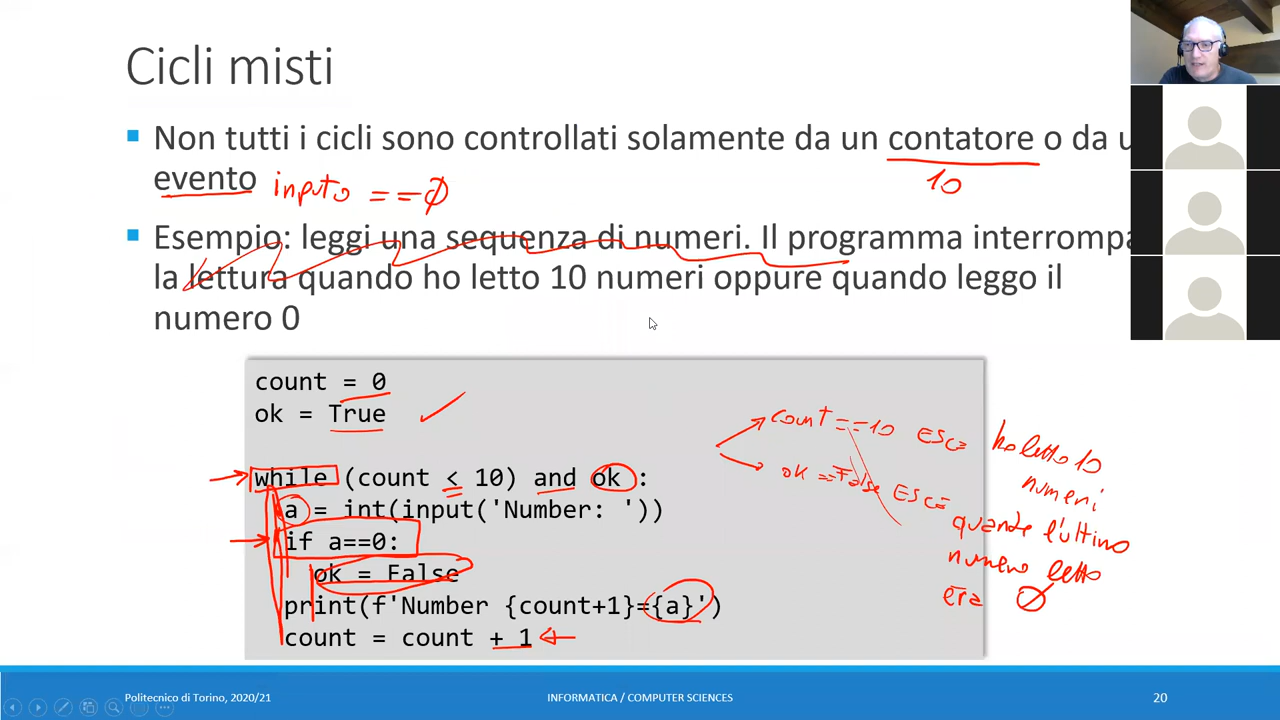 Cicli misti
Non tutti i cicli sono controllati solamente da un contatore o da u
evento inputo ==0
10
Esempio: leggi una sequenza di numeri. Il programma interrompa
la lettura quando ho letto 10 numeri oppure quando leggo il
numero 0
count = 0
ok = True
while (count < 10) and ok :
a = int(input('Number: '))
if a==0:
ok = False
print(f'Number {count+1}={a}')
count = count + 1
count==10 ESCE
ok ==False ESCE
ho letto 10
numeri
quando l'ultimo
numero letto
era 0
Politecnico di Torino, 2020/21
INFORMATICA / COMPUTER SCIENCES
20